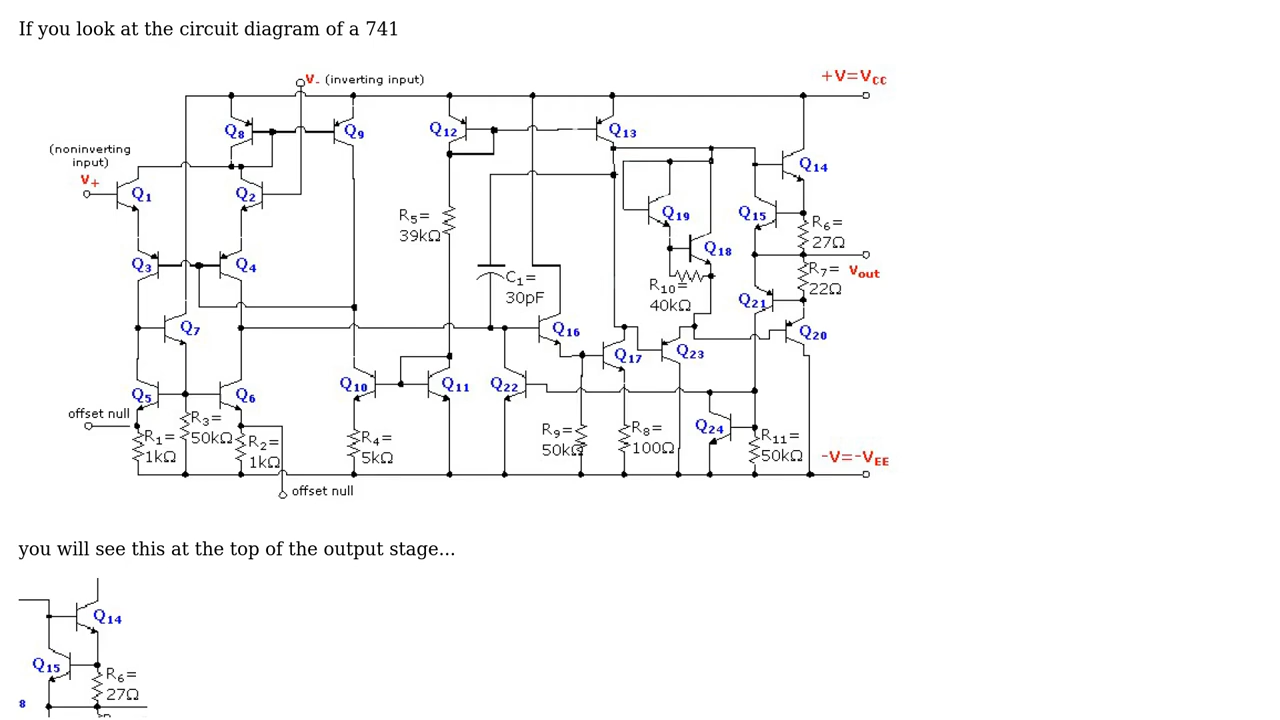 If you look at the circuit diagram of a 741
V- (inverting input)
+V=VCC
Q8
Q9
Q12
Q13
(noninverting
input)
V+
Q1
Q2
Q14
R5=
39kΩ
Q19
Q15
R6=
27Ω
Q18
Q3
Q4
C1=
30pF
R10=
40kΩ
R7=
22Ω
Vout
Q21
Q7
Q16
Q20
Q17
Q23
Q5
Q6
Q10
Q11
Q22
offset null
R3=
50kΩ
R1=
1kΩ
R2=
1kΩ
R4=
5kΩ
R9=
50kΩ
R8=
100Ω
Q24
R11=
50kΩ
-V=-VEE
offset null
you will see this at the top of the output stage...
Q14
Q15
R6=
27Ω
8